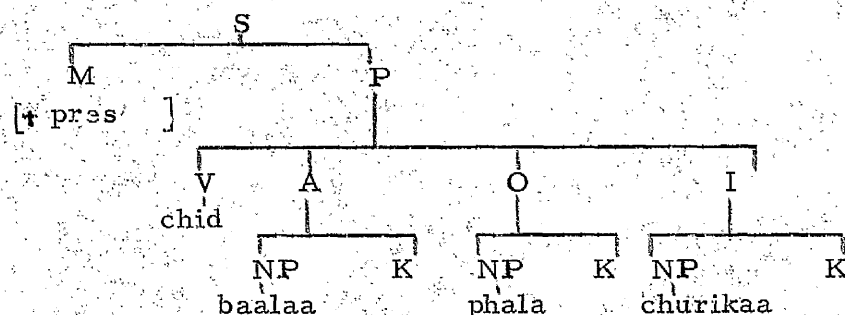 S
M P
[+ pres ]
V A O I
chid
NP K NP K NP K
baalaa phala churikaa